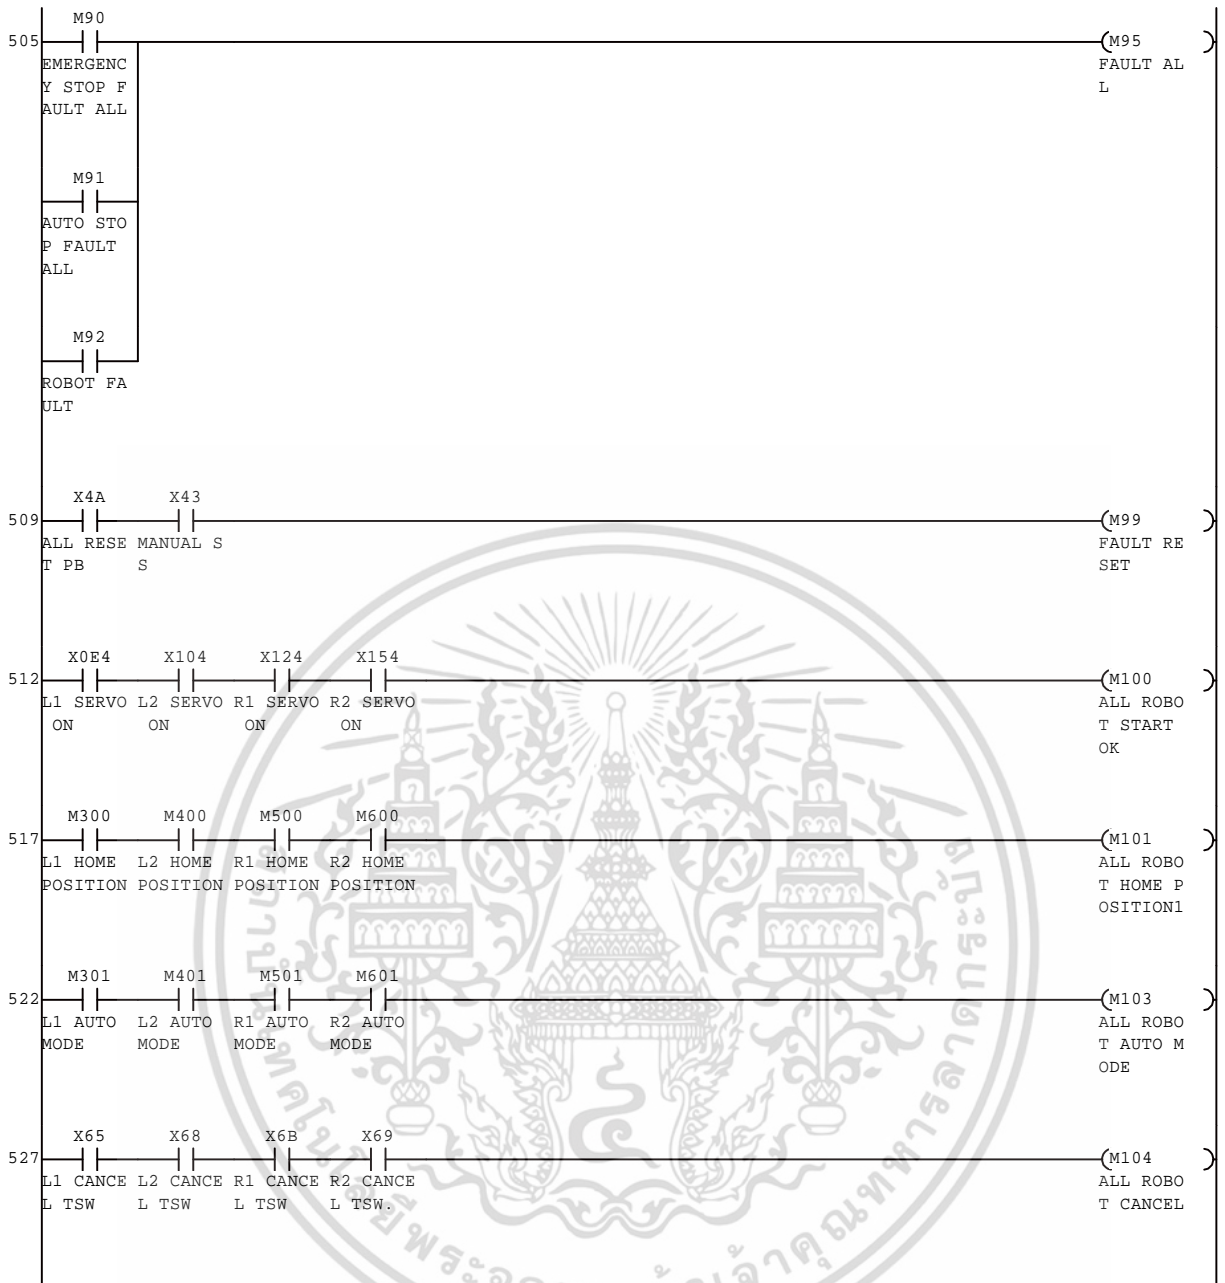 M90
505
(M95 )
EMERGENC
Y STOP F
AULT ALL
FAULT AL
L
M91
AUTO STO
P FAULT
ALL
M92
ROBOT FA
ULT
X4A X43
509
(M99 )
ALL RESE MANUAL S
T PB S
FAULT RE
SET
X0E4 X104 X124 X154
512
(M100 )
L1 SERVO L2 SERVO R1 SERVO R2 SERVO
ON ON ON ON
ALL ROBO
T START
OK
M300 M400 M500 M600
517
(M101 )
L1 HOME L2 HOME R1 HOME R2 HOME
POSITION POSITION POSITION POSITION
ALL ROBO
T HOME P
OSITION1
M301 M401 M501 M601
522
(M103 )
L1 AUTO L2 AUTO R1 AUTO R2 AUTO
MODE MODE MODE MODE
ALL ROBO
T AUTO M
ODE
X65 X68 X6B X69
527
(M104 )
L1 CANCE L2 CANCE R1 CANCE R2 CANCE
L TSW L TSW L TSW L TSW.
ALL ROBO
T CANCEL